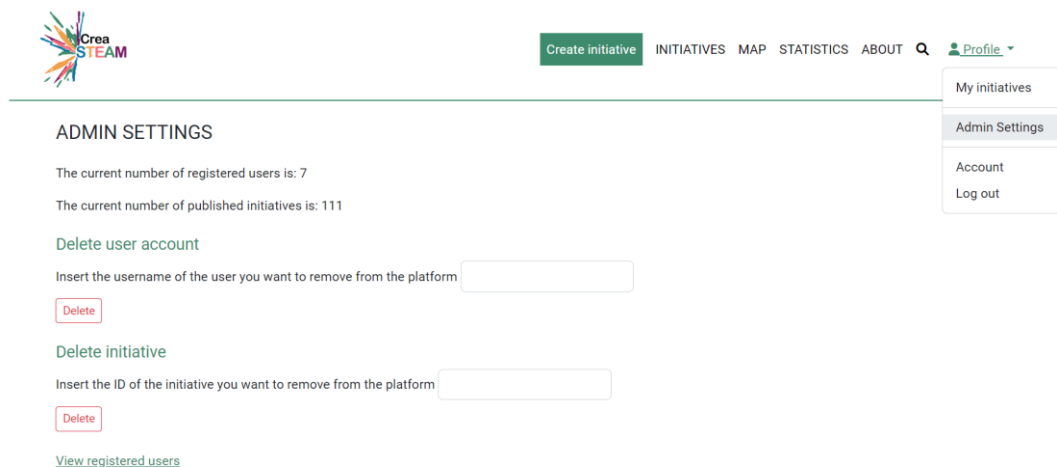 Crea
STEAM
Create initiative INITIATIVES MAP STATISTICS ABOUT Profile
My initiatives
Admin Settings
Account
Log out
ADMIN SETTINGS
The current number of registered users is: 7
The current number of published initiatives is: 111
Delete user account
Insert the username of the user you want to remove from the platform
Delete
Delete initiative
Insert the ID of the initiative you want to remove from the platform
Delete
View registered users